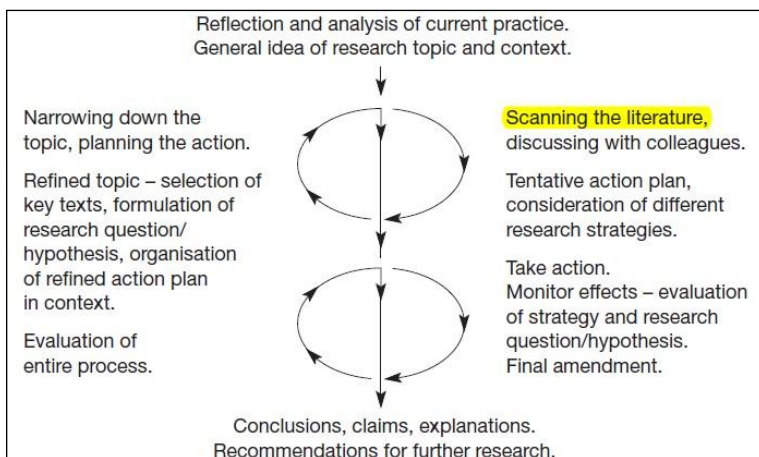 Reflection and analysis of current practice.
General idea of research topic and context.
Narrowing down the
topic, planning the action.
Refined topic – selection of
key texts, formulation of
research question/
hypothesis, organisation
of refined action plan
in context.
Evaluation of
entire process.
Scanning the literature,
discussing with colleagues.
Tentative action plan,
consideration of different
research strategies.
Take action.
Monitor effects – evaluation
of strategy and research
question/hypothesis.
Final amendment.
Conclusions, claims, explanations.
Recommendations for further research.